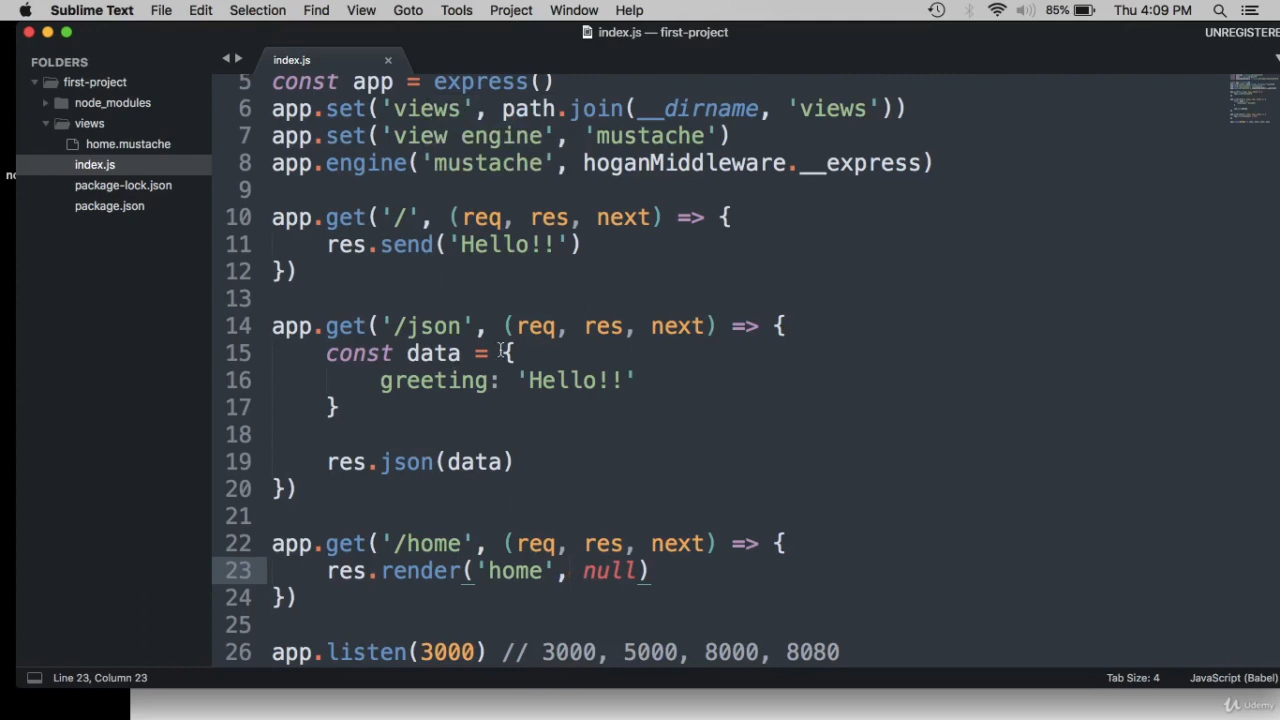 Sublime Text File Edit Selection Find View Goto Tools Project Window Help 85% Thu 4:09 PM
index.js — first-project UNREGISTERE
FOLDERS
first-project
node_modules
views
home.mustache
index.js
package-lock.json
package.json
no
index.js
5 const app = express()
6 app.set('views', path.join(__dirname, 'views'))
7 app.set('view engine', 'mustache')
8 app.engine('mustache', hoganMiddleware.__express)
9
10 app.get('/', (req, res, next) => {
11 res.send('Hello!!')
12 })
13
14 app.get('/json', (req, res, next) => {
15 const data = {
16 greeting: 'Hello!!'
17 }
18
19 res.json(data)
20 })
21
22 app.get('/home', (req, res, next) => {
23 res.render('home', null)
24 })
25
26 app.listen(3000) // 3000, 5000, 8000, 8080
Line 23, Column 23 Tab Size: 4 JavaScript (Babel)
Udemy